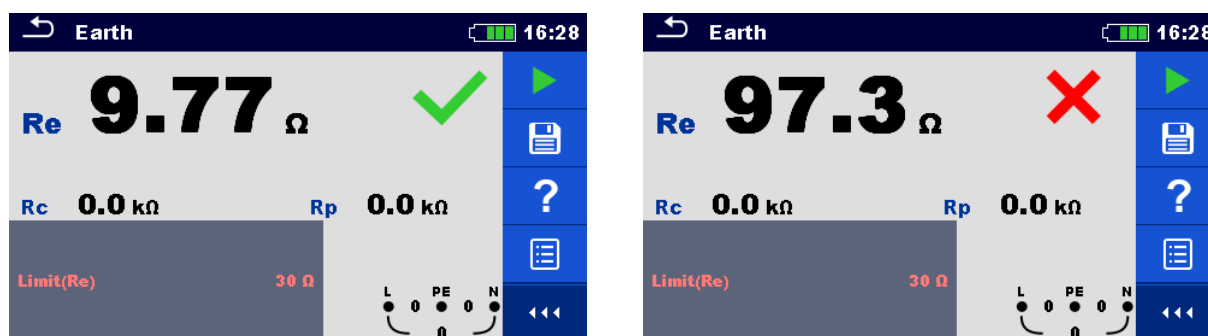 Earth 16:28
Re 9.77 Ω
Rc 0.0 kΩ Rp 0.0 kΩ
?
Limit(Re) 30 Ω
L PE N
0 0
0
Earth 16:28
Re 97.3 Ω
Rc 0.0 kΩ Rp 0.0 kΩ
?
Limit(Re) 30 Ω
L PE N
0 0
0